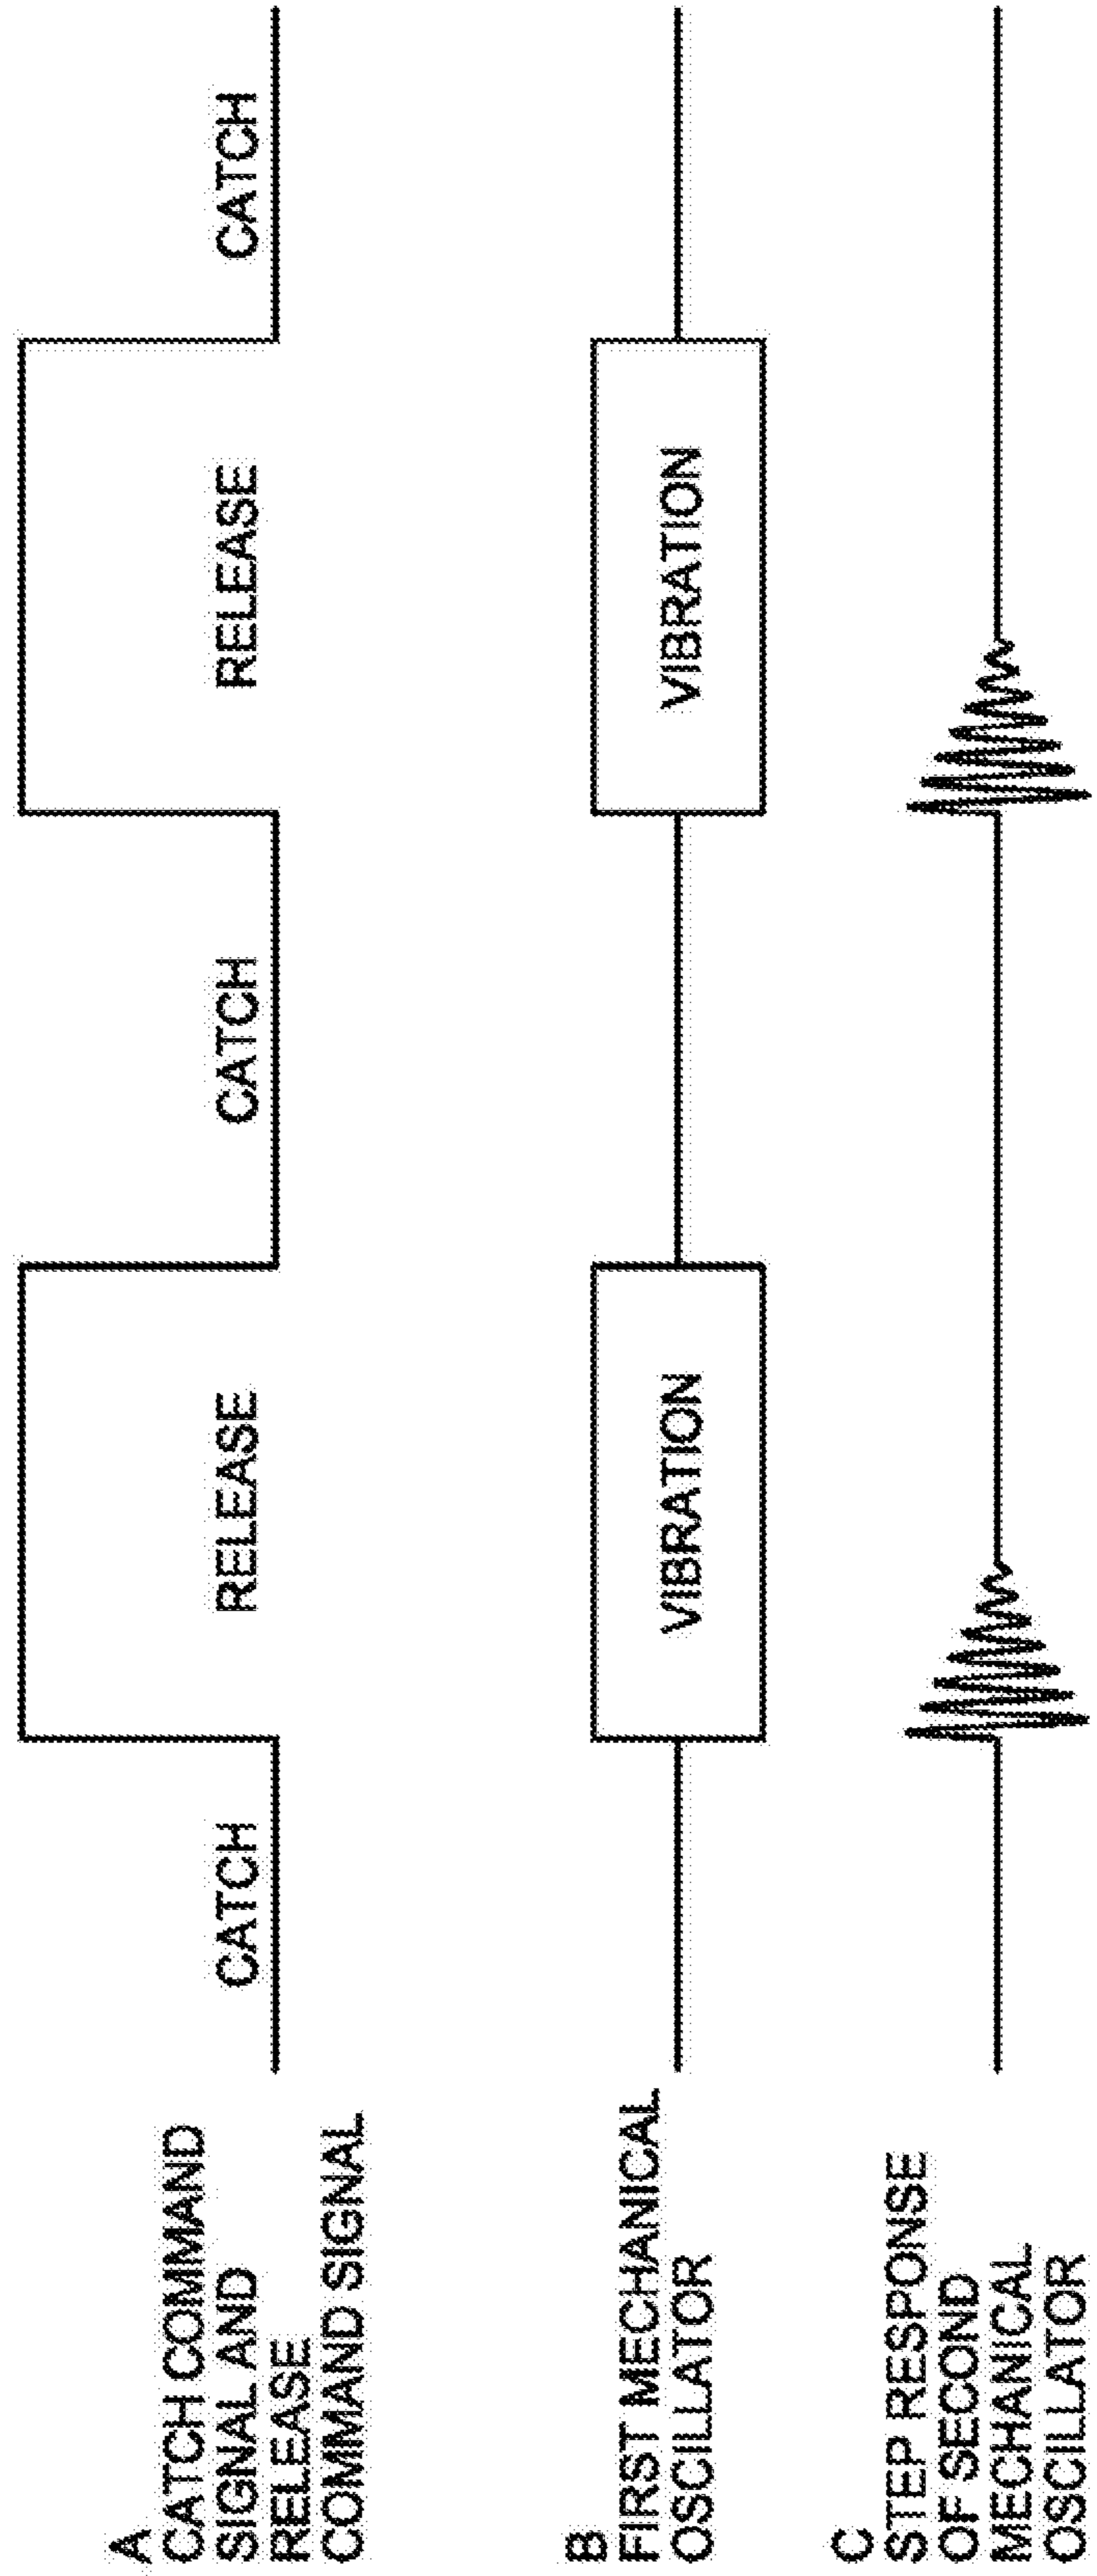 A
CATCH COMMAND
SIGNAL AND
RELEASE
COMMAND SIGNAL
CATCH
RELEASE
CATCH
RELEASE
CATCH
B
FIRST MECHANICAL
OSCILLATOR
VIBRATION
VIBRATION
C
STEP RESPONSE
OF SECOND
MECHANICAL
OSCILLATOR